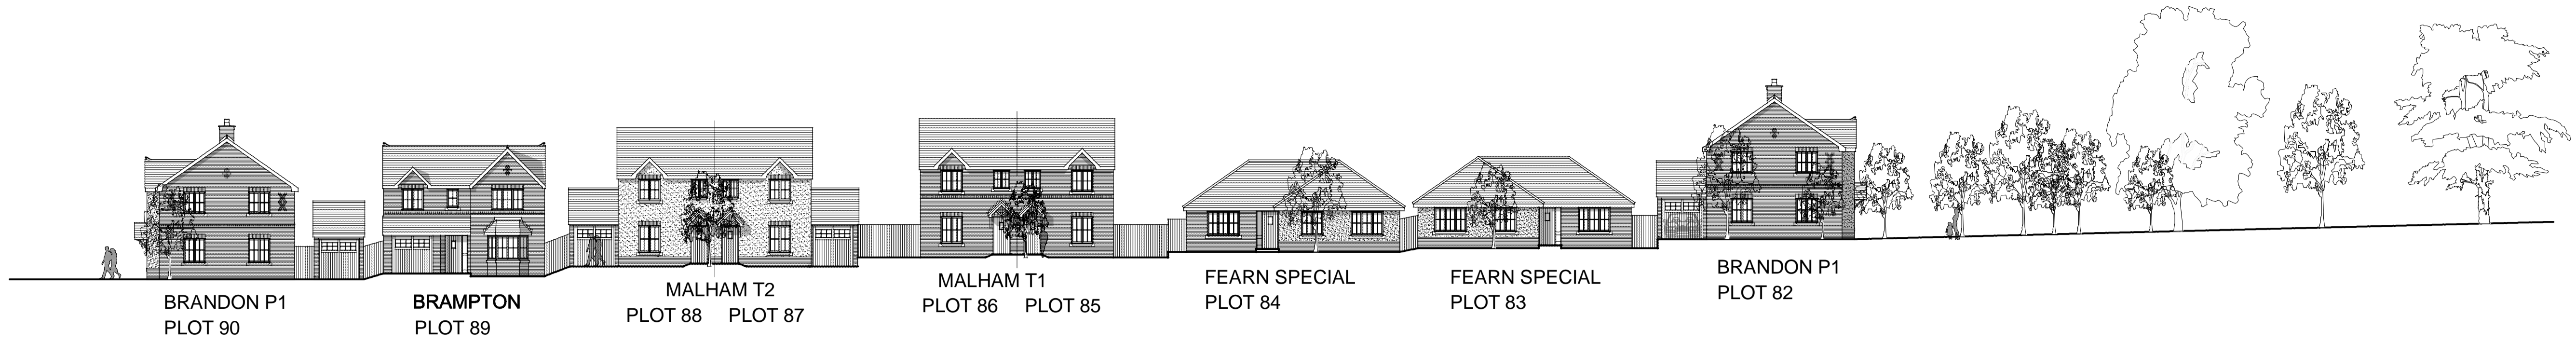 BRANDON P1
PLOT 90
BRAMPTON
PLOT 89
MALHAM T2
PLOT 88 PLOT 87
MALHAM T1
PLOT 86 PLOT 85
FEARN SPECIAL
PLOT 84
FEARN SPECIAL
PLOT 83
BRANDON P1
PLOT 82